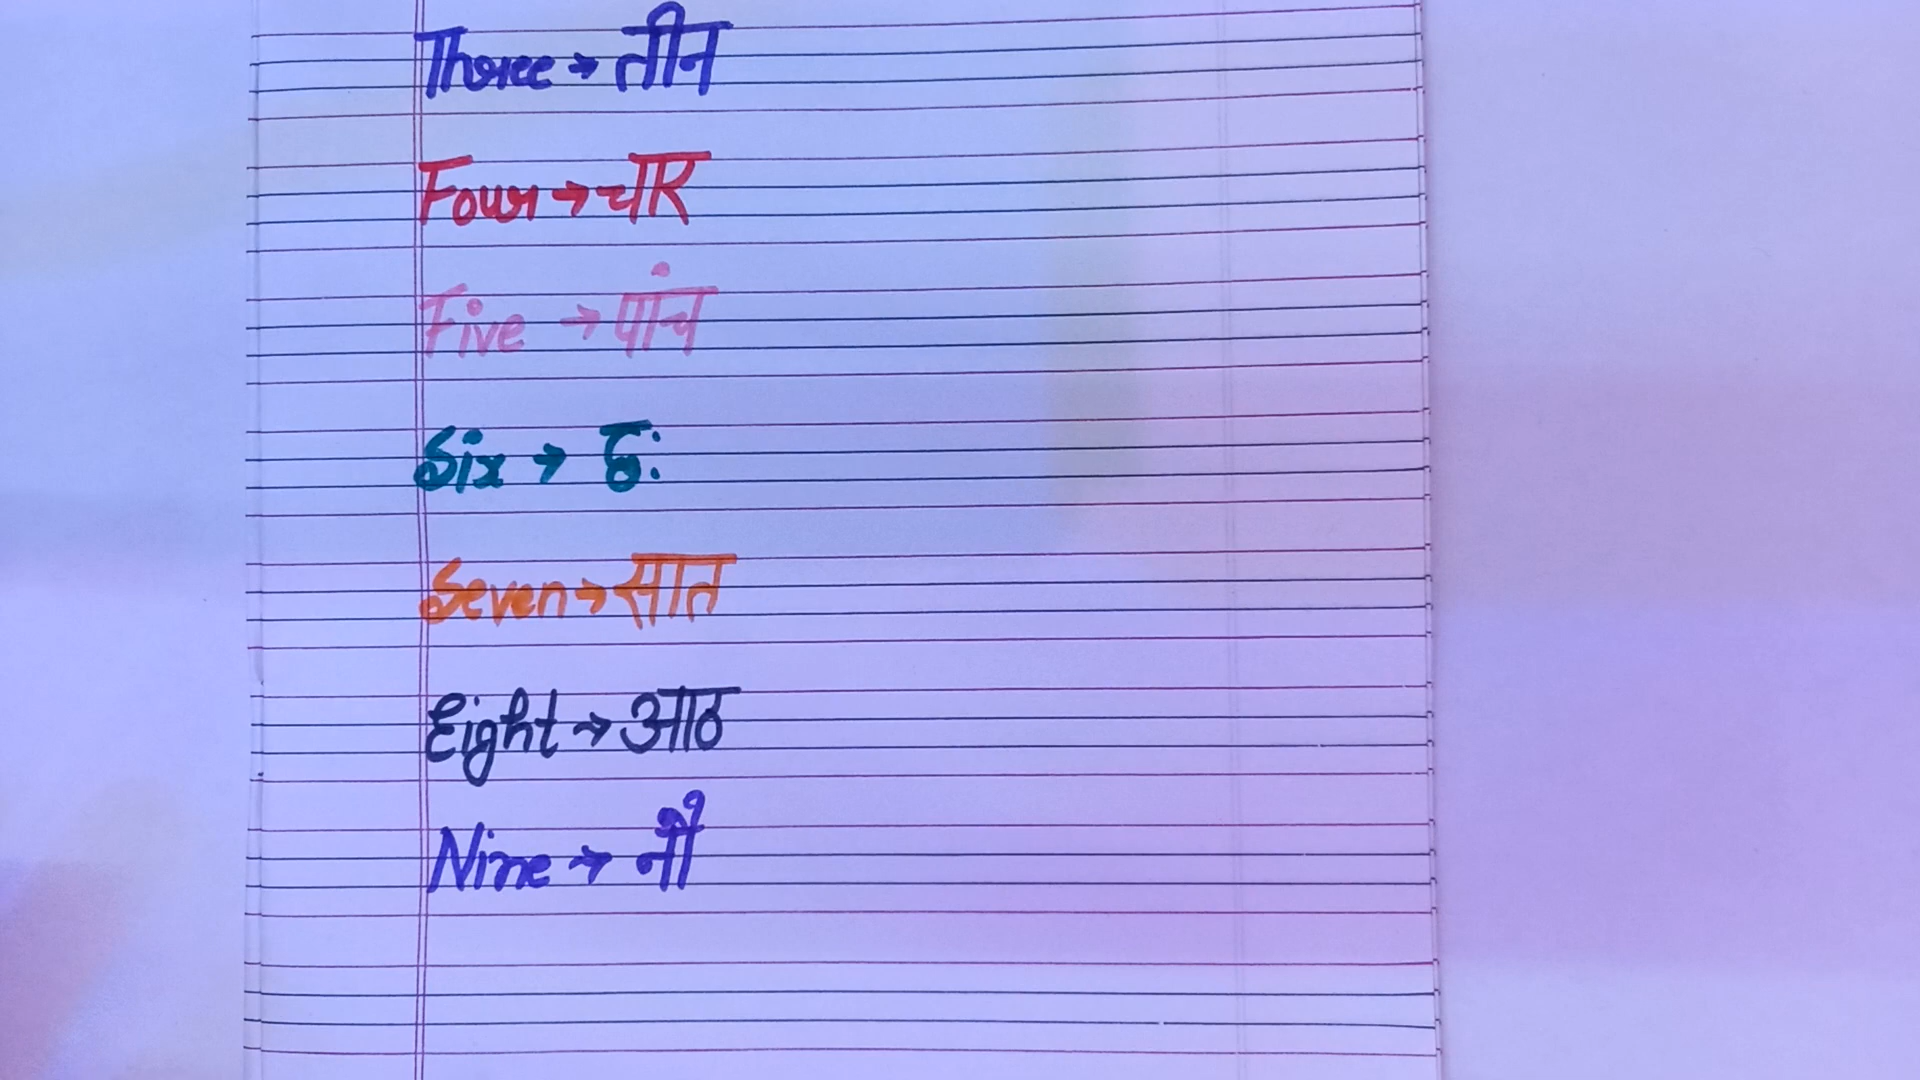 Three → तीन
Four → चार
Five → पांच
Six → छ:
Seven → सात
Eight → आठ
Nine → नौ